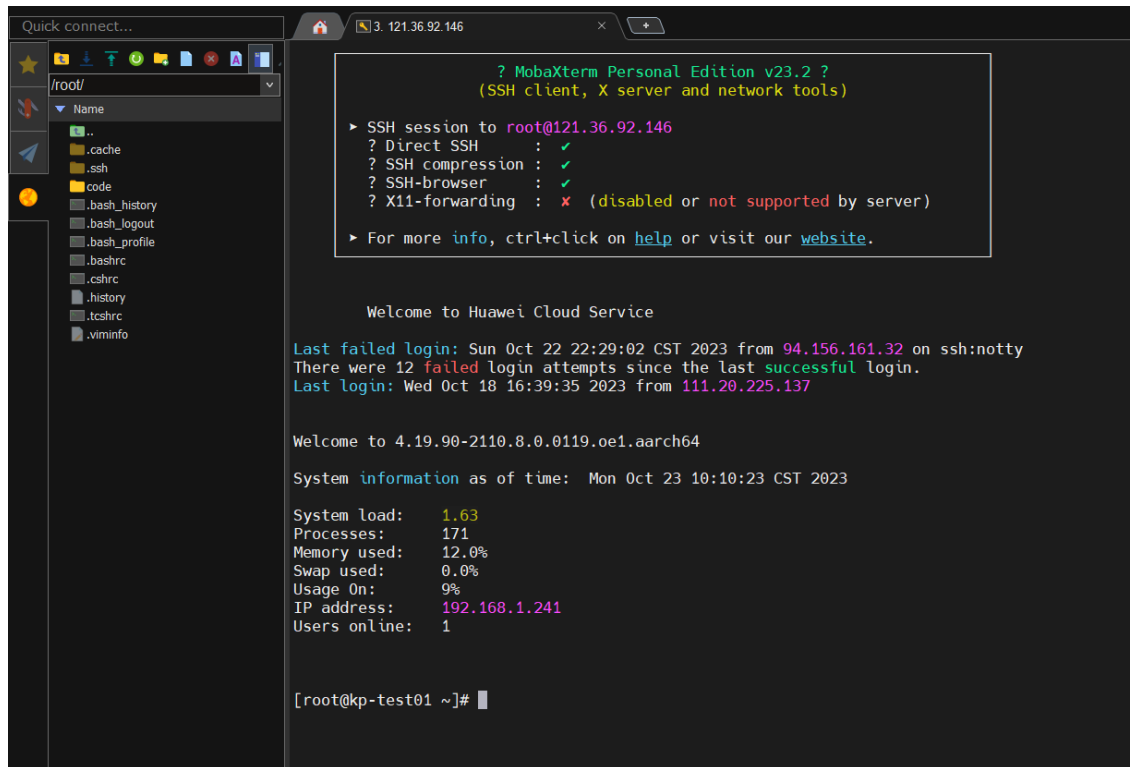 Quick connect...
3. 121.36.92.146
/root/
Name
..
.cache
.ssh
code
.bash_history
.bash_logout
.bash_profile
.bashrc
.cshrc
.history
.tcshrc
.viminfo
? MobaXterm Personal Edition v23.2 ?
(SSH client, X server and network tools)
► SSH session to root@121.36.92.146
? Direct SSH : ✔
? SSH compression : ✔
? SSH-browser : ✔
? X11-forwarding : ✘ (disabled or not supported by server)
► For more info, ctrl+click on help or visit our website.
Welcome to Huawei Cloud Service
Last failed login: Sun Oct 22 22:29:02 CST 2023 from 94.156.161.32 on ssh:notty
There were 12 failed login attempts since the last successful login.
Last login: Wed Oct 18 16:39:35 2023 from 111.20.225.137
Welcome to 4.19.90-2110.8.0.0119.oe1.aarch64
System information as of time: Mon Oct 23 10:10:23 CST 2023
System load: 1.63
Processes: 171
Memory used: 12.0%
Swap used: 0.0%
Usage On: 9%
IP address: 192.168.1.241
Users online: 1
[root@kp-test01 ~]#